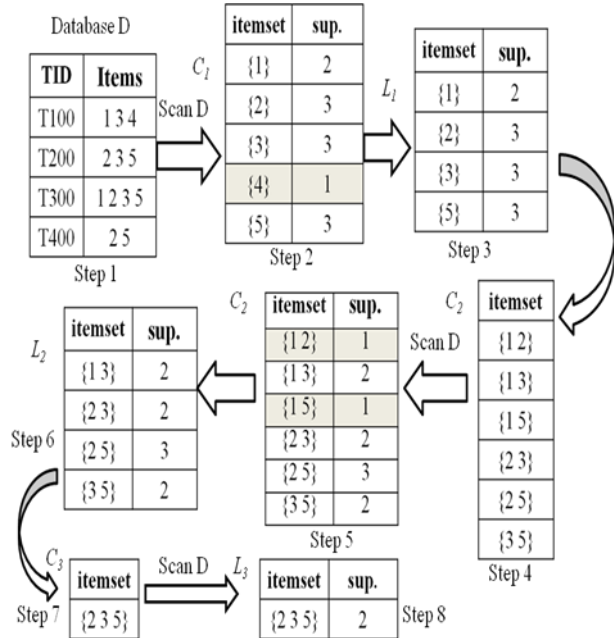 Database D
TID Items
T100 1 3 4
T200 2 3 5
T300 1 2 3 5
T400 2 5
Step 1
Scan D
C1
itemset sup.
{1} 2
{2} 3
{3} 3
{4} 1
{5} 3
Step 2
L1
itemset sup.
{1} 2
{2} 3
{3} 3
{5} 3
Step 3
C2
itemset
{1 2}
{1 3}
{1 5}
{2 3}
{2 5}
{3 5}
Step 4
Scan D
C2
itemset sup.
{1 2} 1
{1 3} 2
{1 5} 1
{2 3} 2
{2 5} 3
{3 5} 2
Step 5
L2
itemset sup.
{1 3} 2
{2 3} 2
{2 5} 3
{3 5} 2
Step 6
C3
itemset
{2 3 5}
Step 7
Scan D
L3
itemset sup.
{2 3 5} 2
Step 8